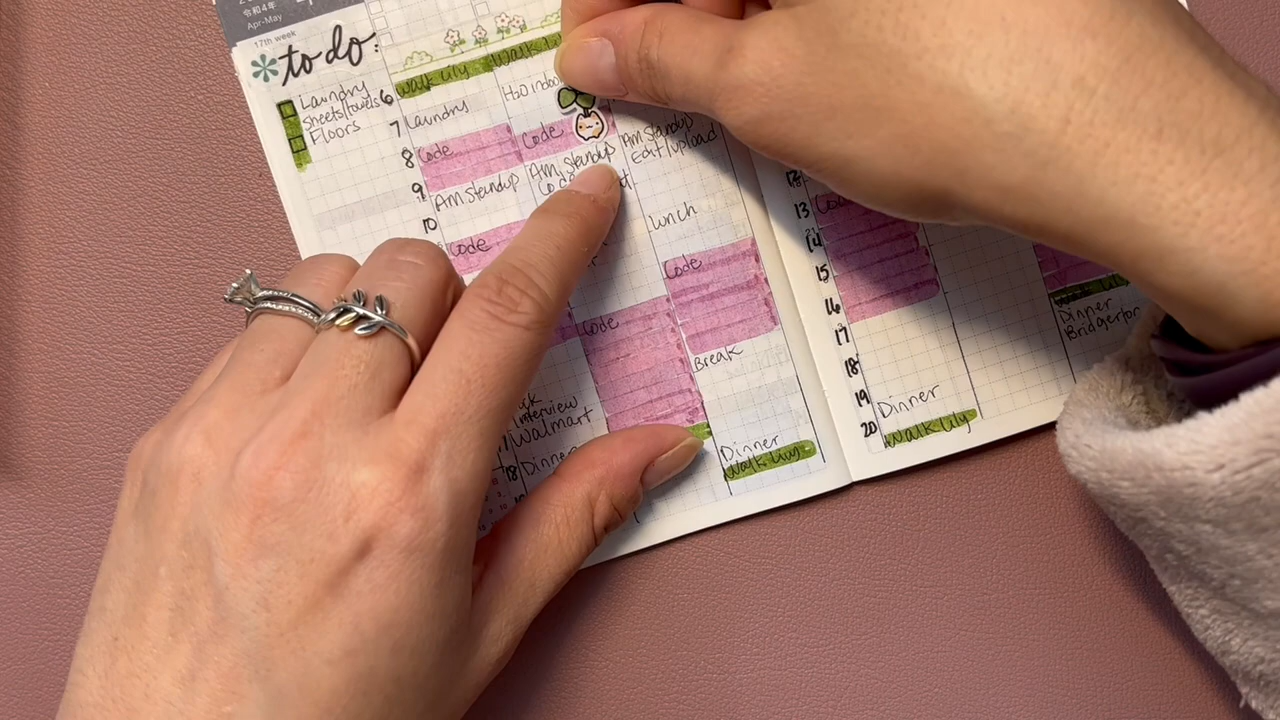 令和4年
Apr-May
17th week
to do:
Laundry
Sheets/towels
Floors
6
7
8
9
10
Walk Lily
Laundry
Code
Am standup
Code
Interview
Walmart
Dinner
18
Walk
H2O indoor
Code
Am standup
Code
Am standup
Edit/upload
Lunch
Code
Break
Dinner
Walk Lily
12
13
14
15
16
17
18
19
20
Dinner
Walk Lily
Dinner
Bridgerton